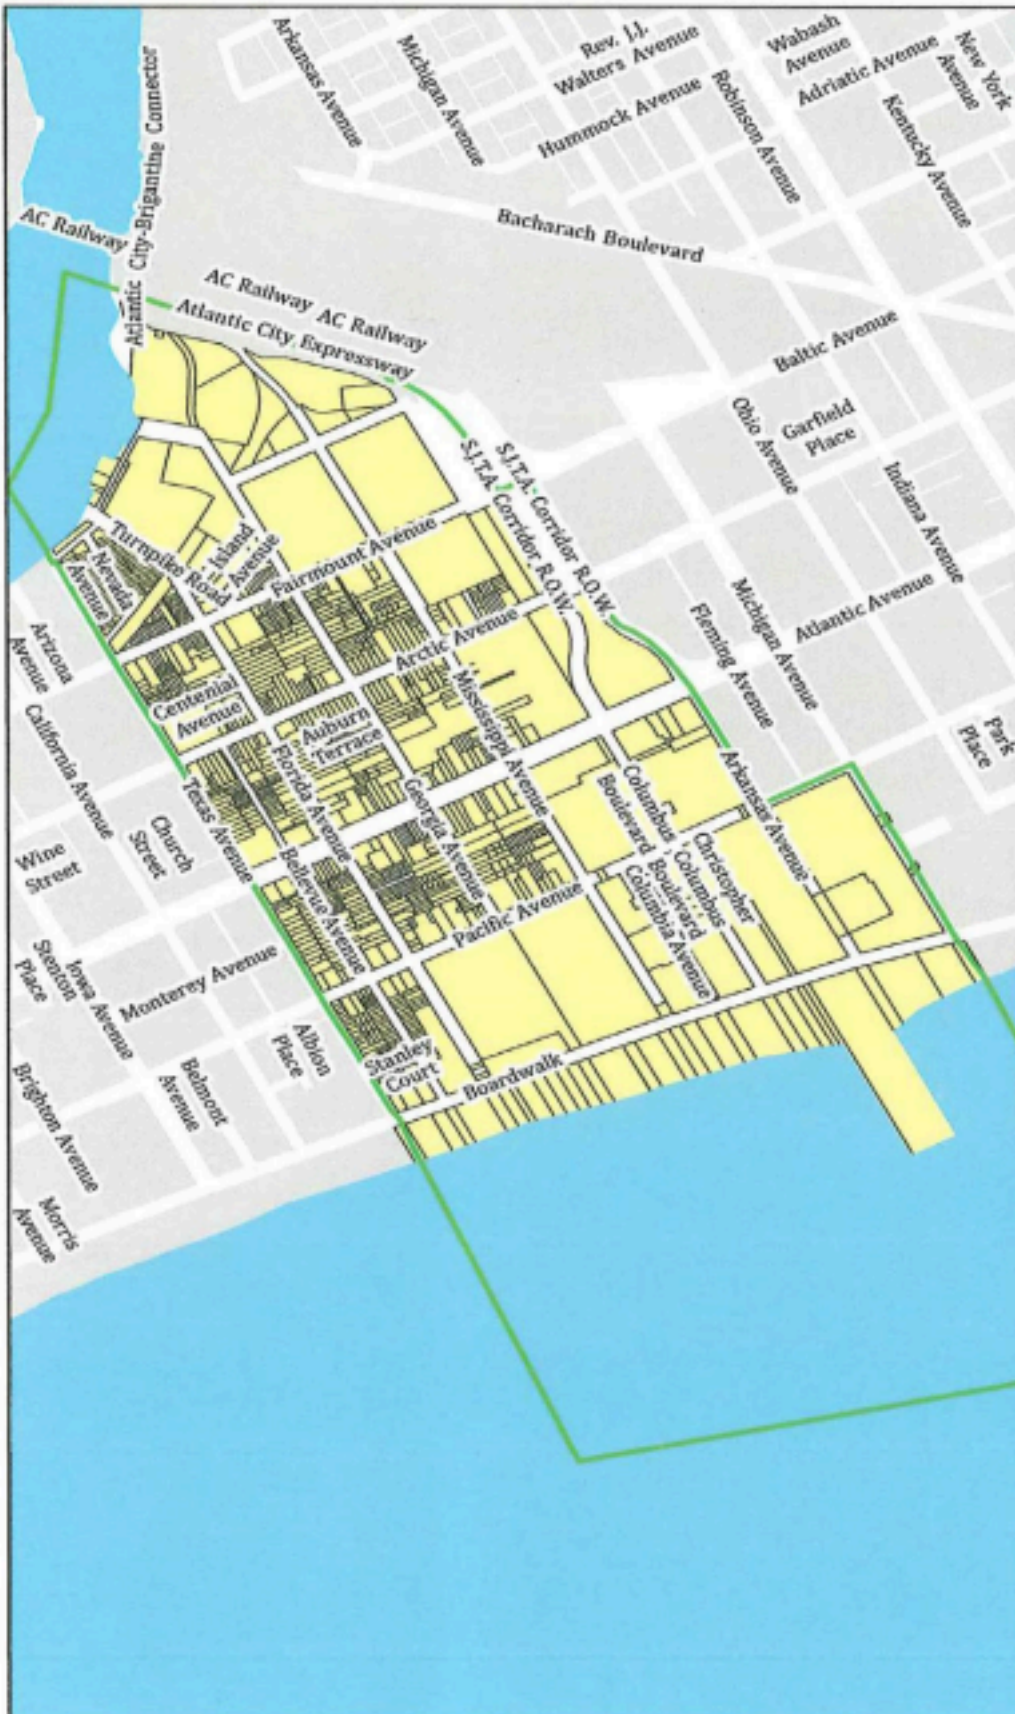 Arkansas Avenue
Michigan Avenue
Rev. J.J.
Walters Avenue
Hummock Avenue
Robinson Avenue
Wabash
Avenue
Adriatic Avenue
New York
Avenue
Kentucky Avenue
Atlantic City-Brigantine Connector
AC Railway
Bacharach Boulevard
AC Railway
AC Railway
Atlantic City Expressway
Baltic Avenue
Ohio Avenue
Garfield
Place
Indiana Avenue
S.J.T.A. Corridor R.O.W.
S.J.T.A. Corridor R.O.W.
Turnpike Road
Island
Avenue
Fairmount Avenue
Nevada
Avenue
Arctic Avenue
Michigan Avenue
Atlantic Avenue
Fleming Avenue
Arizona
Avenue
Centenial
Avenue
Mississippi Avenue
California Avenue
Auburn
Terrace
Florida Avenue
Georgia Avenue
Texas Avenue
Columbus
Boulevard
Arkansas Avenue
Park
Place
Church
Street
Wine
Street
Bellevue Avenue
Pacific Avenue
Christopher
Columbus
Boulevard
Columbia Avenue
Iowa Avenue
Stenton
Place
Monterey Avenue
Albion
Place
Stanley
Court
Boardwalk
Belmont
Avenue
Brighton Avenue
Morris
Avenue